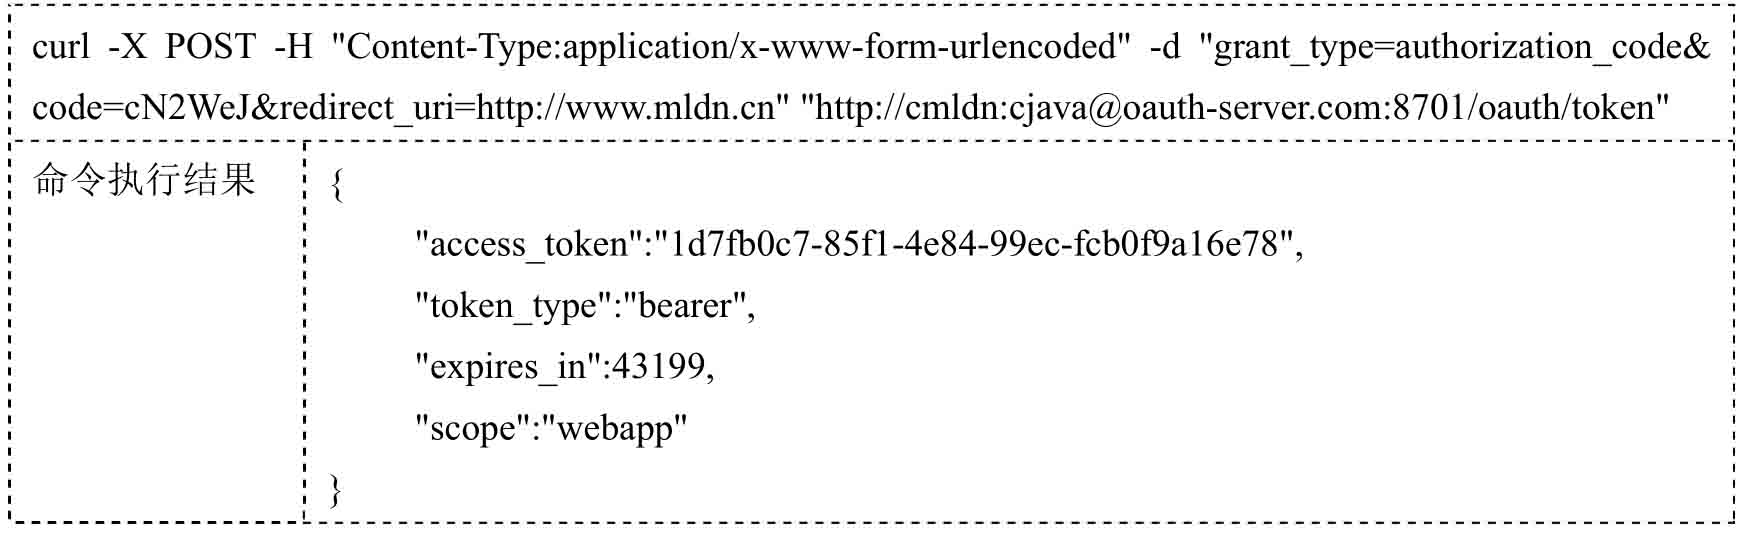 curl -X POST -H "Content-Type:application/x-www-form-urlencoded" -d "grant_type=authorization_code&
code=cN2WeJ&redirect_uri=http://www.mldn.cn" "http://cmldn:cjava@oauth-server.com:8701/oauth/token"
命令执行结果
{
"access_token":"1d7fb0c7-85f1-4e84-99ec-fcb0f9a16e78",
"token_type":"bearer",
"expires_in":43199,
"scope":"webapp"
}